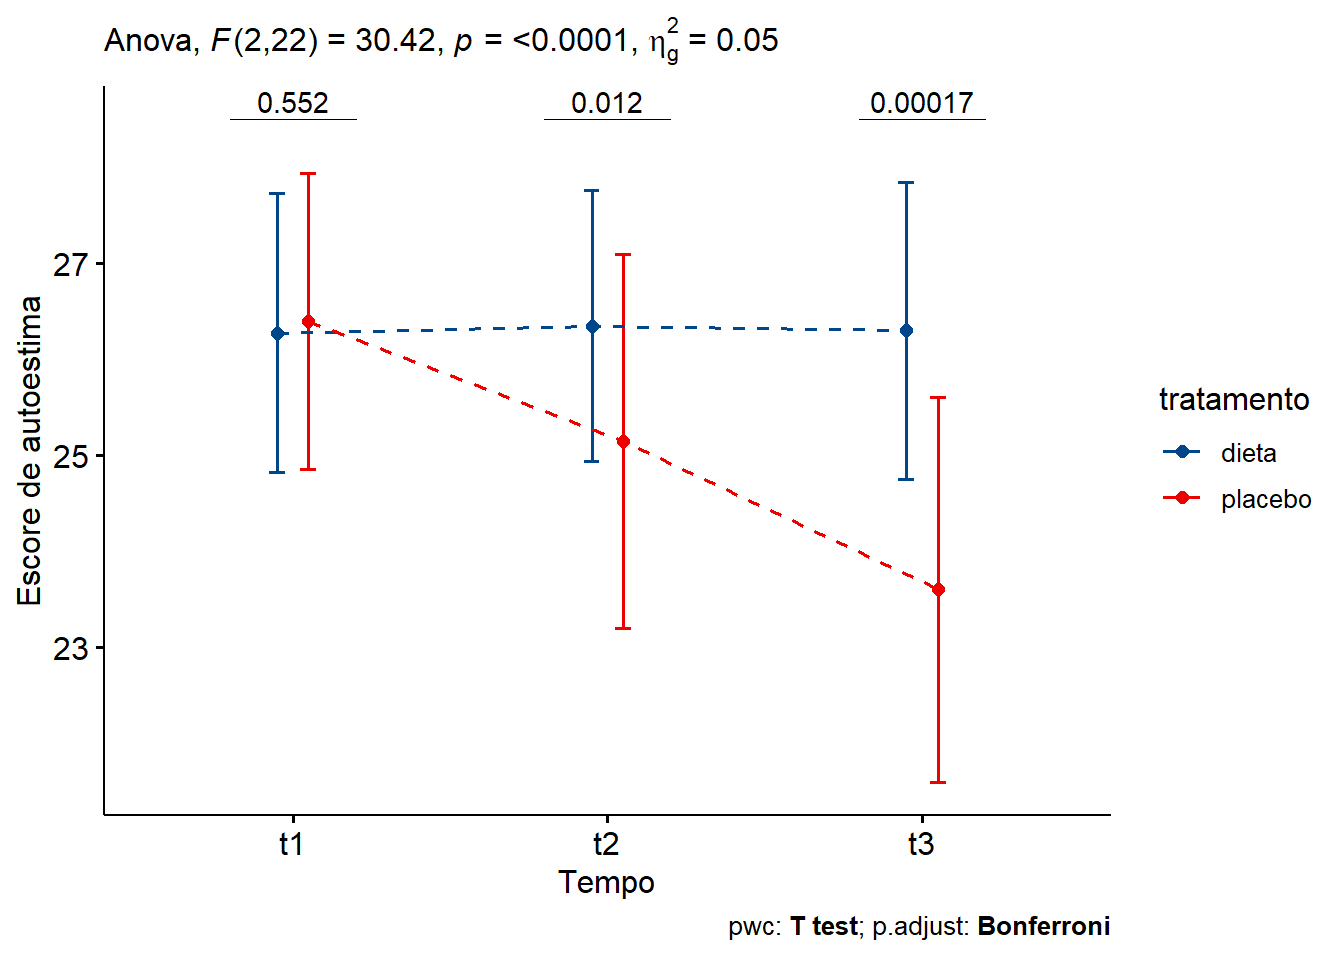 Anova, F(2,22) = 30.42, p = <0.0001, η²g = 0.05
0.552 0.012 0.00017
27
25
23
Escore de autoestima
t1 t2 t3
Tempo
tratamento
dieta
placebo
pwc: T test; p.adjust: Bonferroni